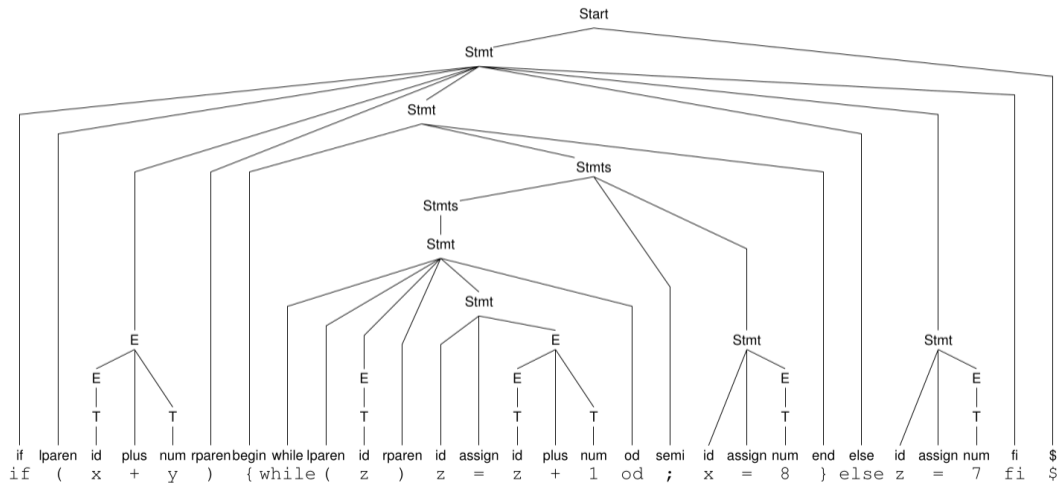 Start
Stmt
Stmt
Stmts
Stmts
Stmt
Stmt
E E Stmt Stmt
E E E E E
T T T T T T T
if lparen id plus num rparen begin while lparen id rparen id assign id plus num od semi id assign num end else id assign num fi $
if ( x + y ) { while ( z ) z = z + 1 od ; x = 8 } else z = 7 fi $